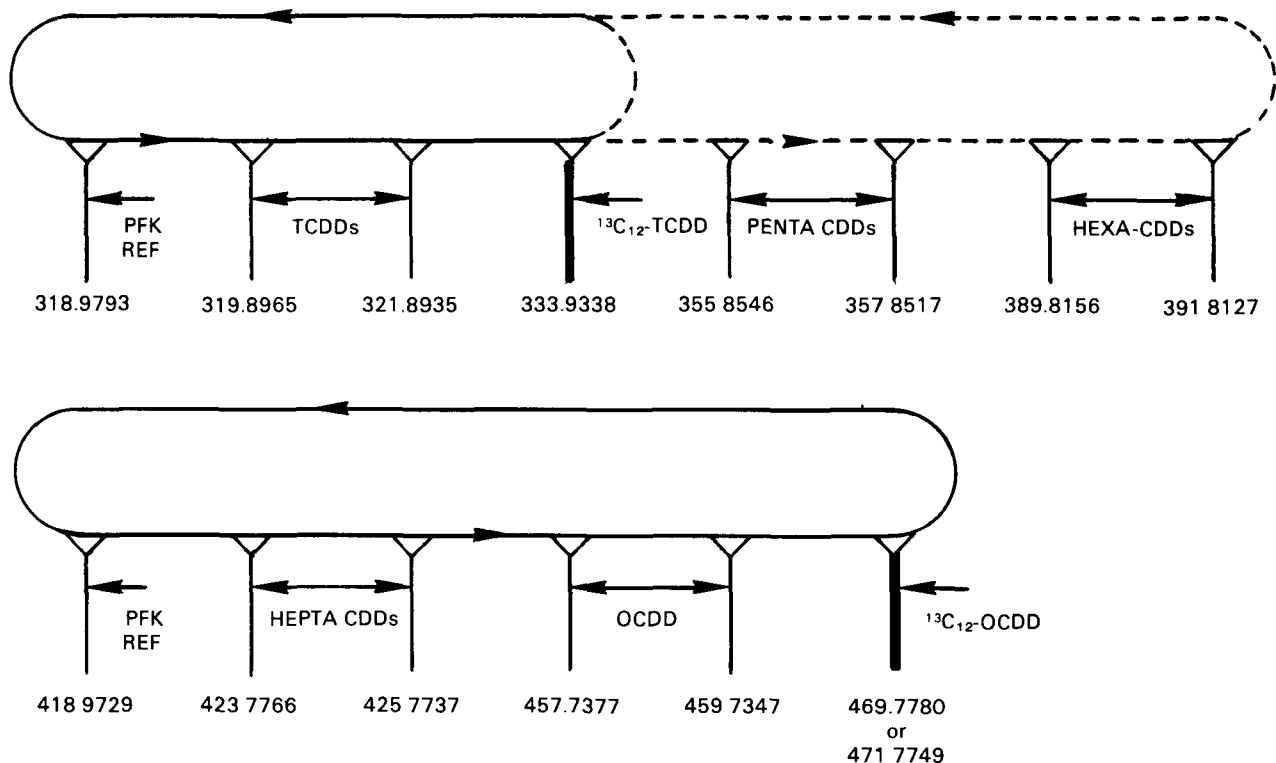 PFK
REF
TCDDs
¹³C₁₂-TCDD
PENTA CDDs
HEXA-CDDs
318.9793
319.8965
321.8935
333.9338
355 8546
357 8517
389.8156
391 8127
PFK
REF
HEPTA CDDs
OCDD
¹³C₁₂-OCDD
418 9729
423 7766
425 7737
457.7377
459 7347
469.7780
or
471 7749